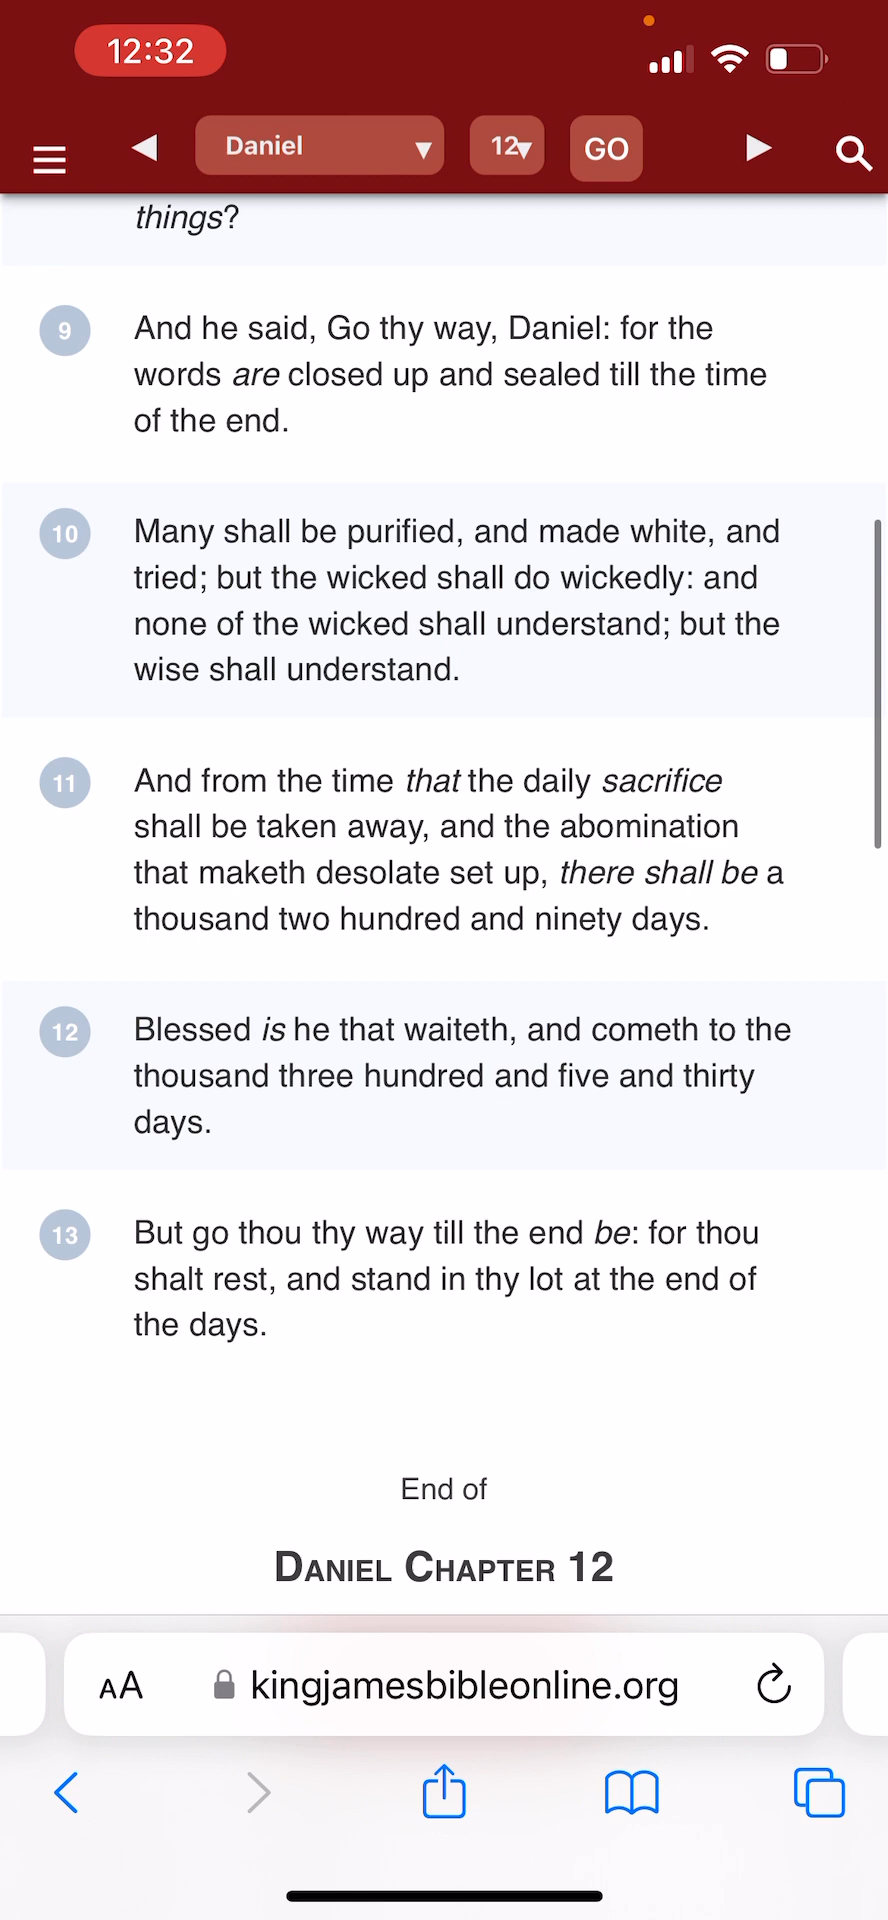 12:32
Daniel ▼ 12▼ GO
things?
9 And he said, Go thy way, Daniel: for the
words are closed up and sealed till the time
of the end.
10 Many shall be purified, and made white, and
tried; but the wicked shall do wickedly: and
none of the wicked shall understand; but the
wise shall understand.
11 And from the time that the daily sacrifice
shall be taken away, and the abomination
that maketh desolate set up, there shall be a
thousand two hundred and ninety days.
12 Blessed is he that waiteth, and cometh to the
thousand three hundred and five and thirty
days.
13 But go thou thy way till the end be: for thou
shalt rest, and stand in thy lot at the end of
the days.
End of
DANIEL CHAPTER 12
AA kingjamesbibleonline.org